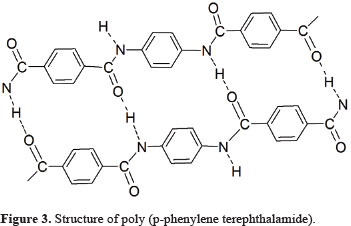 O
H
C C
O N N
O
C C H H
N O
O N
H H
C C
O O
N N
C C H
O
Figure 3. Structure of poly (p-phenylene terephthalamide).